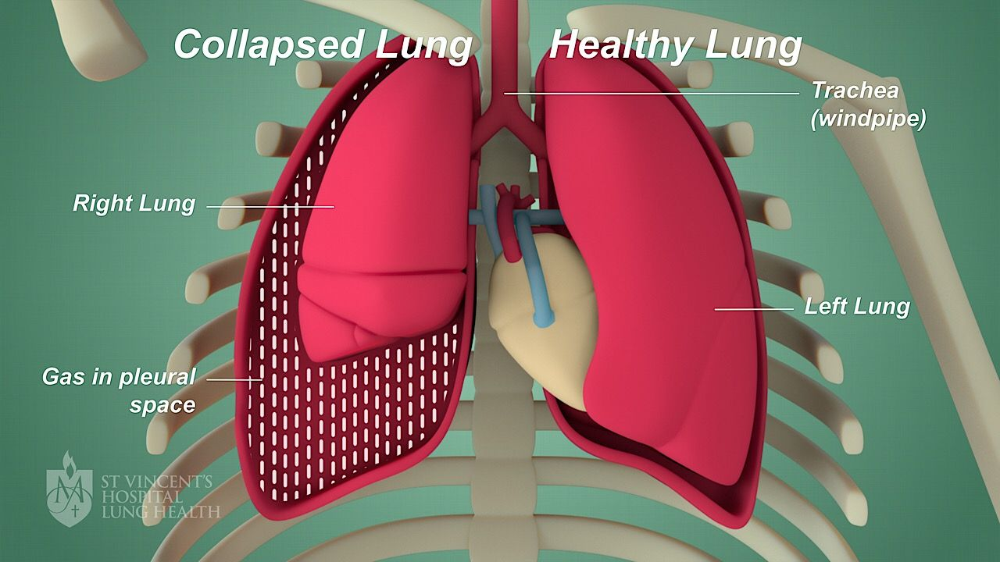 Collapsed Lung
Healthy Lung
Trachea
(windpipe)
Right Lung
Left Lung
Gas in pleural
space
ST VINCENT'S
HOSPITAL
LUNG HEALTH